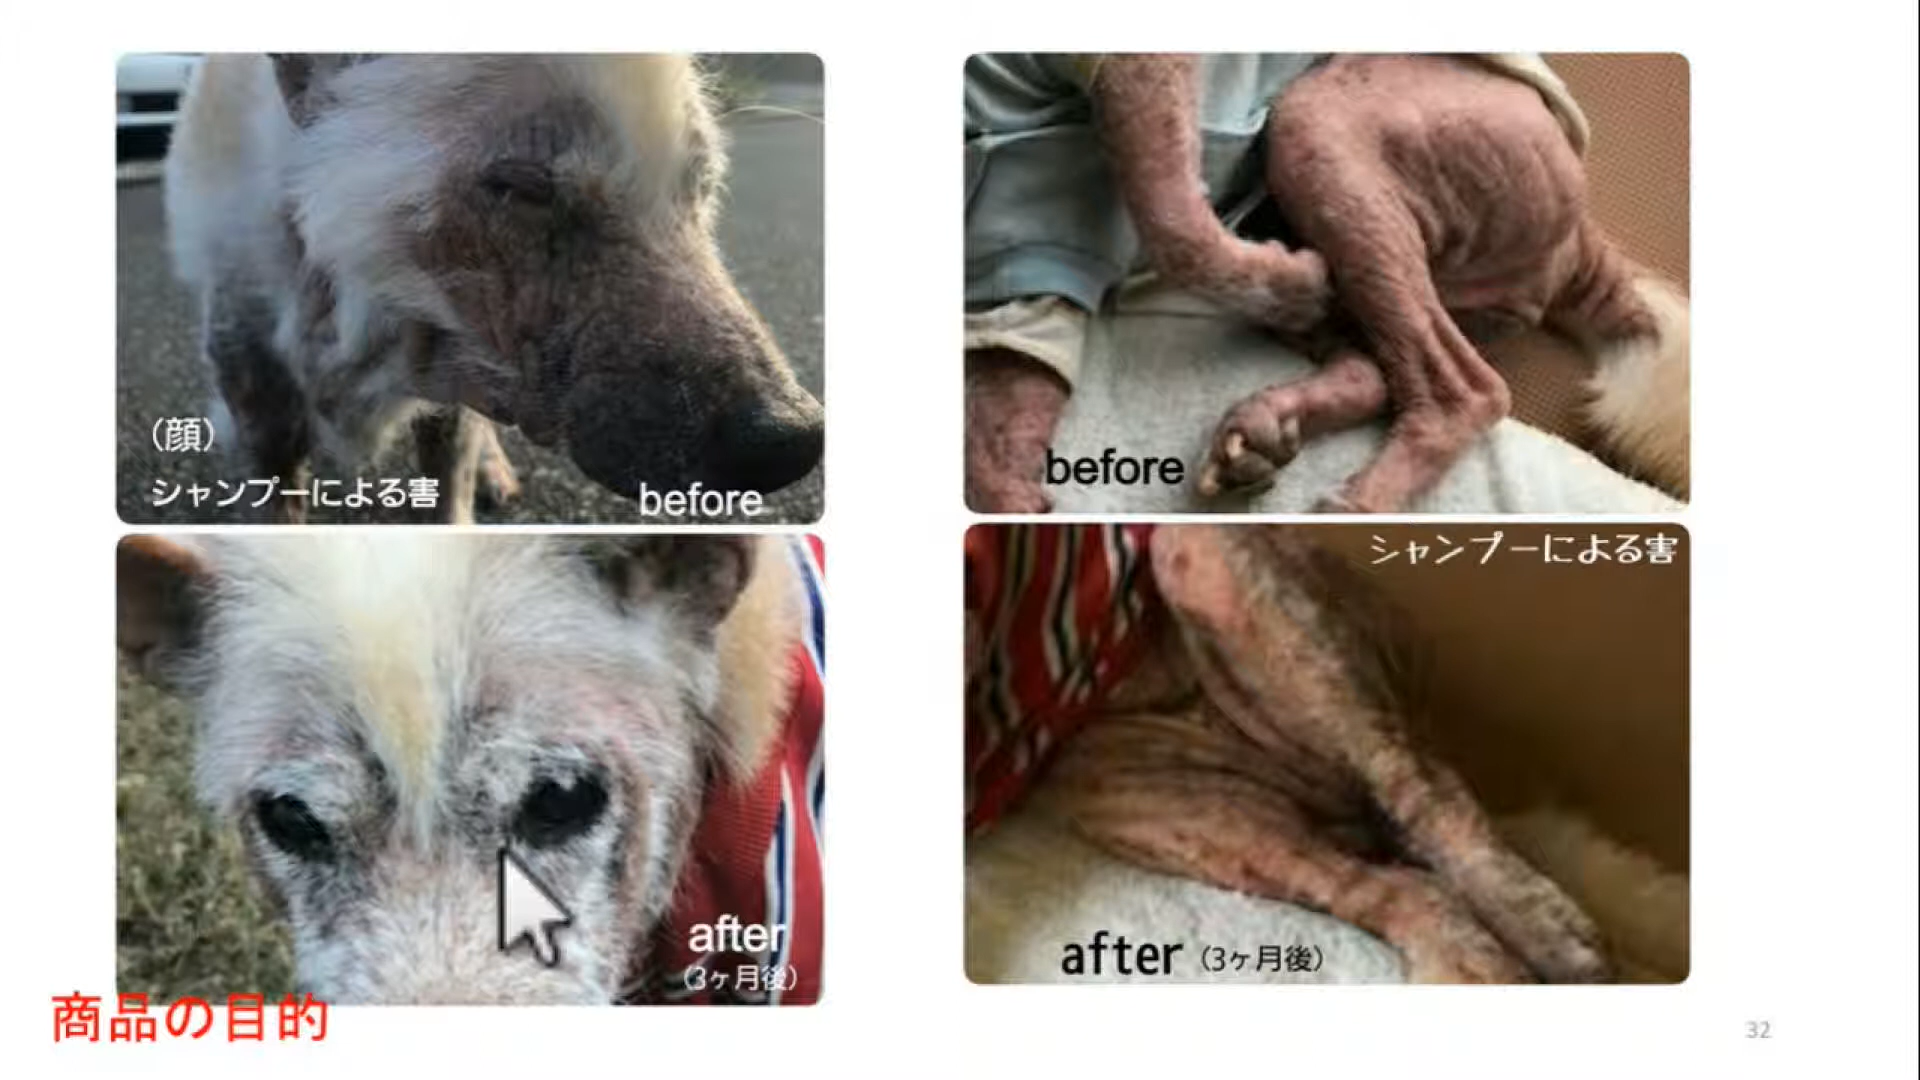 (顔)
シャンプーによる害
before
before
after
(3ヶ月後)
シャンプーによる害
after (3ヶ月後)
商品の目的
32